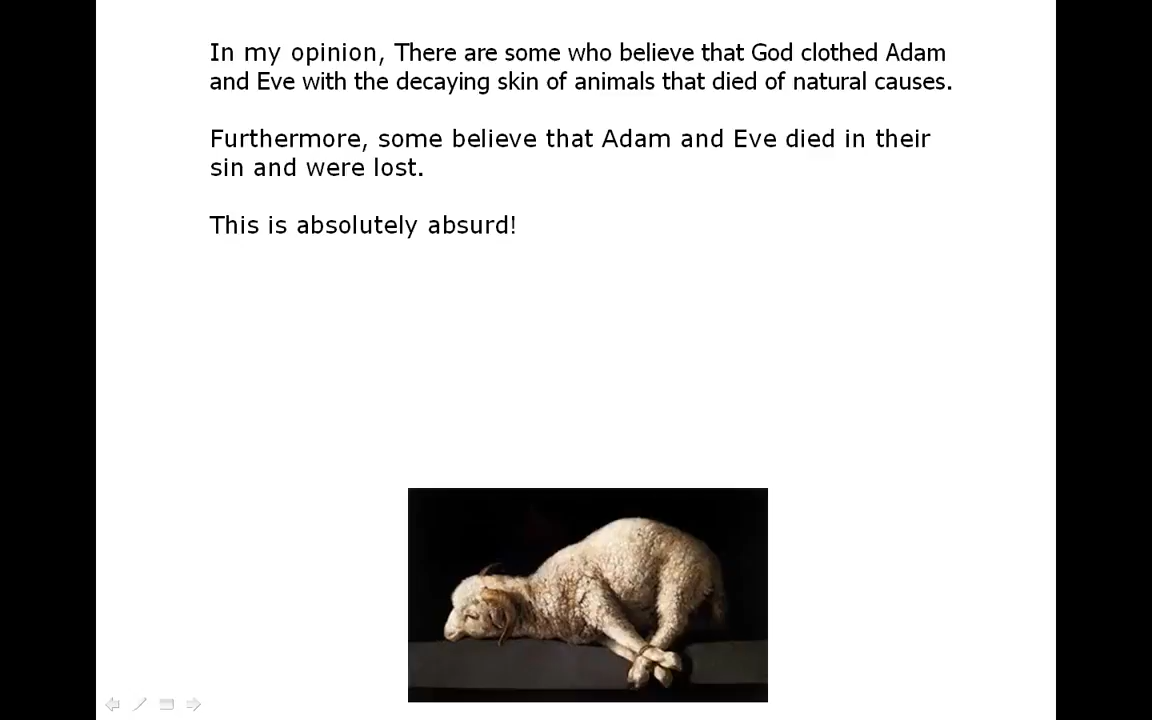 In my opinion, There are some who believe that God clothed Adam
and Eve with the decaying skin of animals that died of natural causes.
Furthermore, some believe that Adam and Eve died in their
sin and were lost.
This is absolutely absurd!